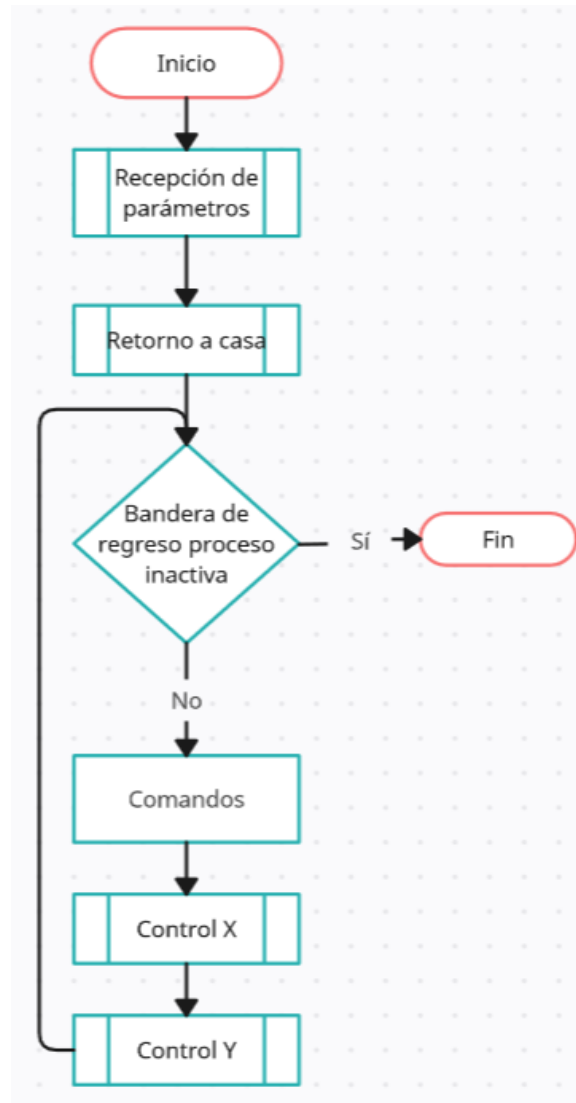 Inicio
Recepción de
parámetros
Retorno a casa
Bandera de
regreso proceso
inactiva
Sí
Fin
No
Comandos
Control X
Control Y